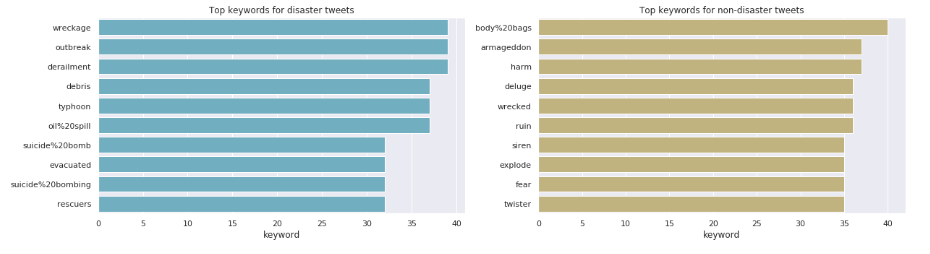 Top keywords for disaster tweets
wreckage
outbreak
derailment
debris
typhoon
oil%20spill
suicide%20bomb
evacuated
suicide%20bombing
rescuers
0 5 10 15 20 25 30 35 40
keyword
Top keywords for non-disaster tweets
body%20bags
armageddon
harm
deluge
wrecked
ruin
siren
explode
fear
twister
0 5 10 15 20 25 30 35 40
keyword